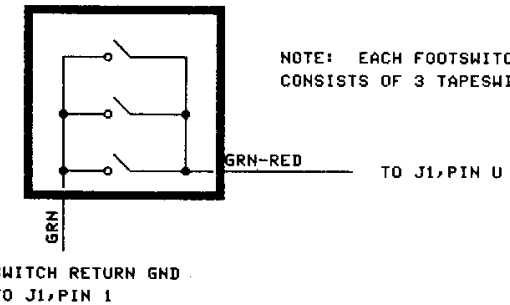 NOTE: EACH FOOTSWITC
CONSISTS OF 3 TAPESWI
GRN-RED
TO J1,PIN U
GRN
SWITCH RETURN GND
TO J1,PIN 1